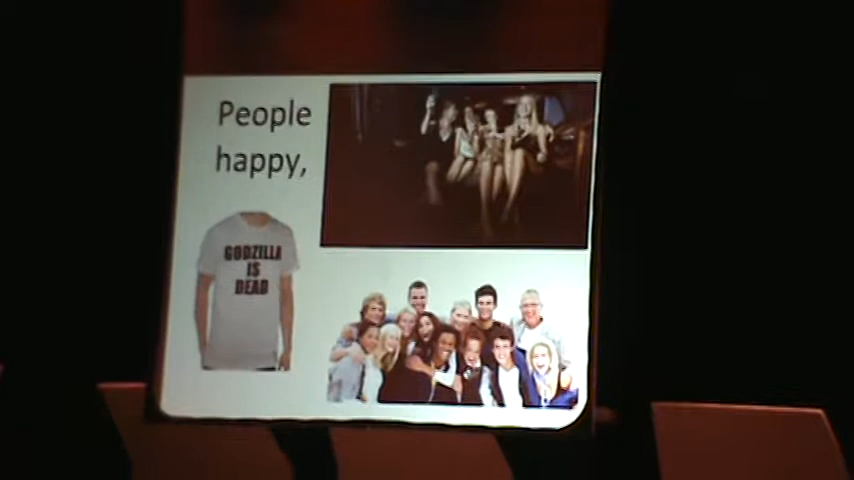 People
happy,
GODZILLA
IS
DEAD